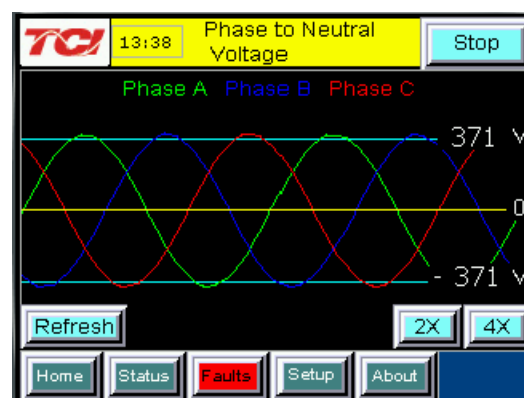 TCI
13:38
Phase to Neutral
Voltage
Stop
Phase A Phase B Phase C
371 V
0
- 371 V
Refresh
2X
4X
Home
Status
Faults
Setup
About